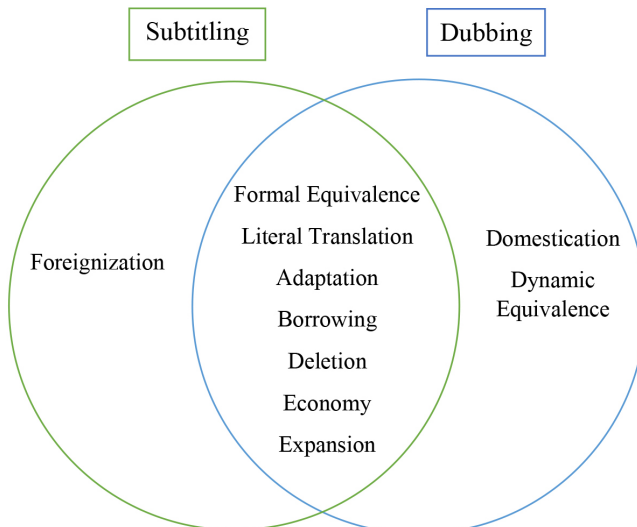 Subtitling
Dubbing
Foreignization
Formal Equivalence
Literal Translation
Adaptation
Borrowing
Deletion
Economy
Expansion
Domestication
Dynamic
Equivalence